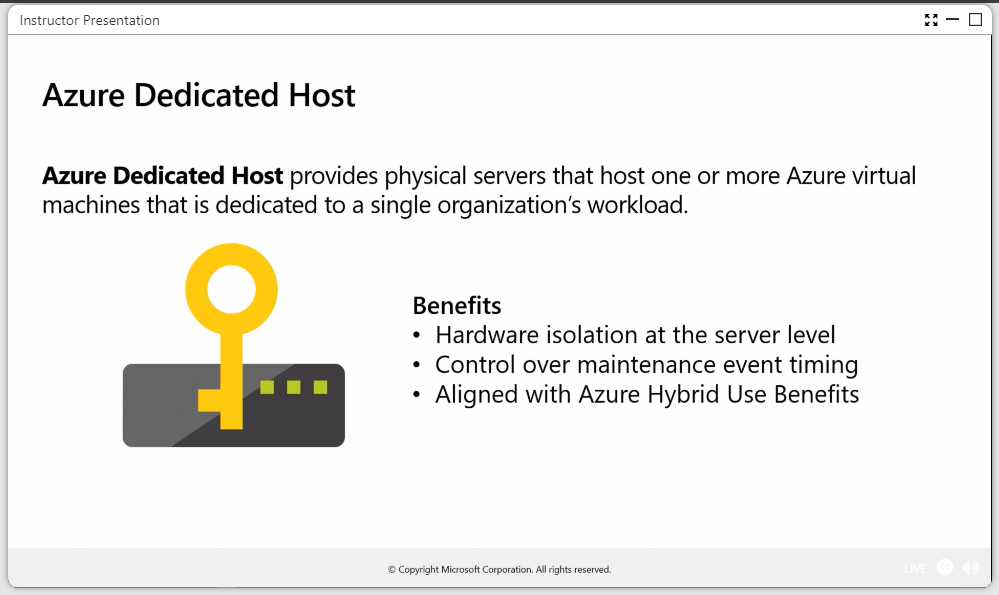 Instructor Presentation
Azure Dedicated Host
Azure Dedicated Host provides physical servers that host one or more Azure virtual
machines that is dedicated to a single organization's workload.
Benefits
• Hardware isolation at the server level
• Control over maintenance event timing
• Aligned with Azure Hybrid Use Benefits
© Copyright Microsoft Corporation. All rights reserved.
LIVE